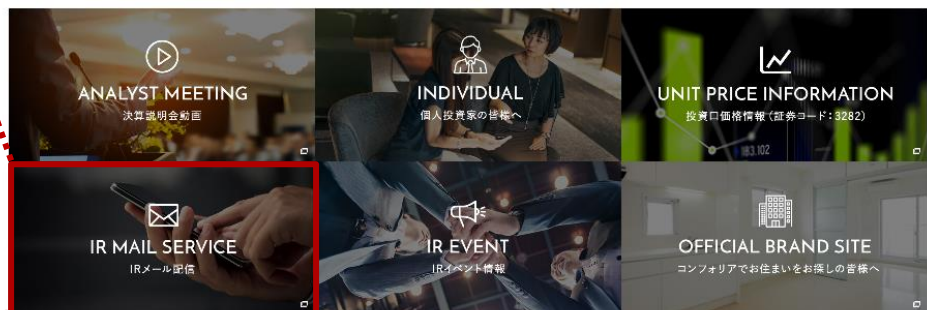 ANALYST MEETING
決算説明会動画
INDIVIDUAL
個人投資家の皆様へ
UNIT PRICE INFORMATION
投資口価格情報(証券コード:3282)
183.102
IR MAIL SERVICE
IRメール配信
IR EVENT
IRイベント情報
OFFICIAL BRAND SITE
コンフォリアでお住まいをお探しの皆様へ